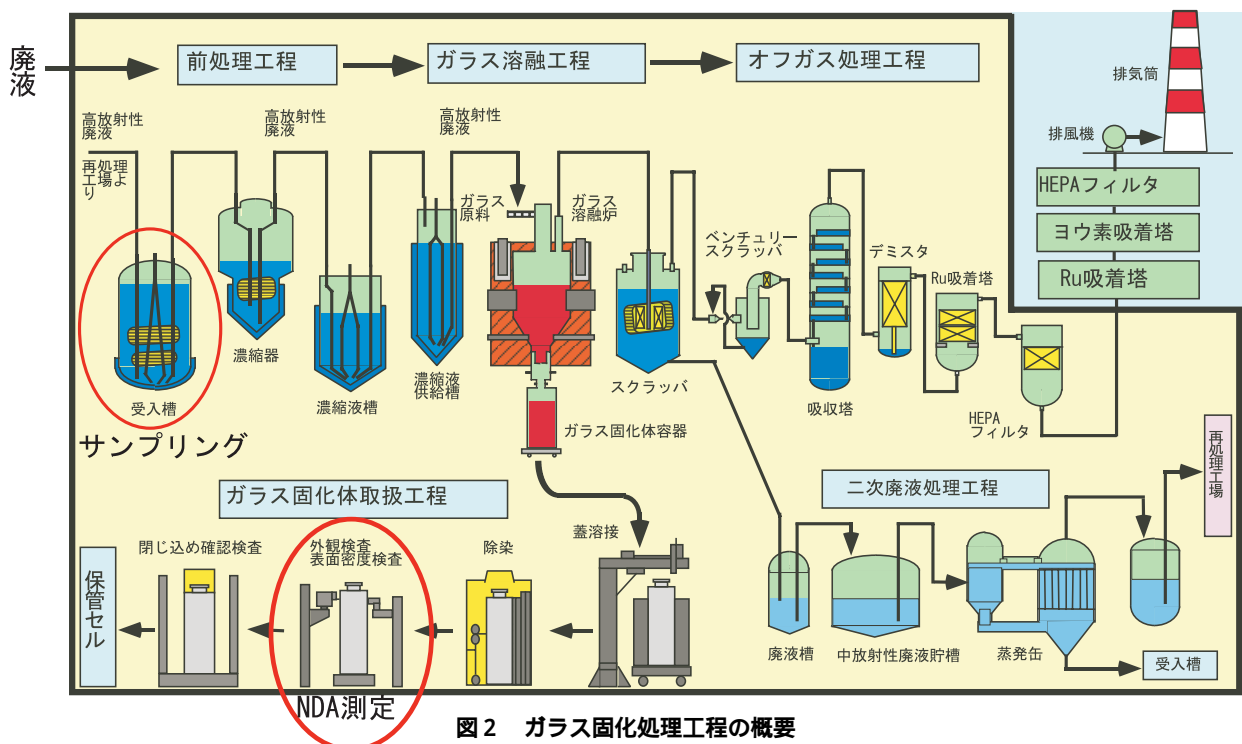 廃
液
前処理工程
ガラス溶融工程
オフガス処理工程
排気筒
排風機
HEPAフィルタ
ヨウ素吸着塔
Ru吸着塔
高放射性
廃液
再処理
工場よ
り
高放射性
廃液
高放射性
廃液
ガラス
原料
ガラス
溶融炉
ベンチュリー
スクラッバ
デミスタ
Ru吸着塔
受入槽
サンプリング
濃縮器
濃縮液槽
濃縮液
供給槽
ガラス固化体容器
スクラッバ
吸収塔
HEPA
フィルタ
再処理工場
ガラス固化体取扱工程
二次廃液処理工程
保管セル
閉じ込め確認検査
外観検査
表面密度検査
除染
蓋溶接
NDA測定
廃液槽
中放射性廃液貯槽
蒸発缶
受入槽
図2 ガラス固化処理工程の概要